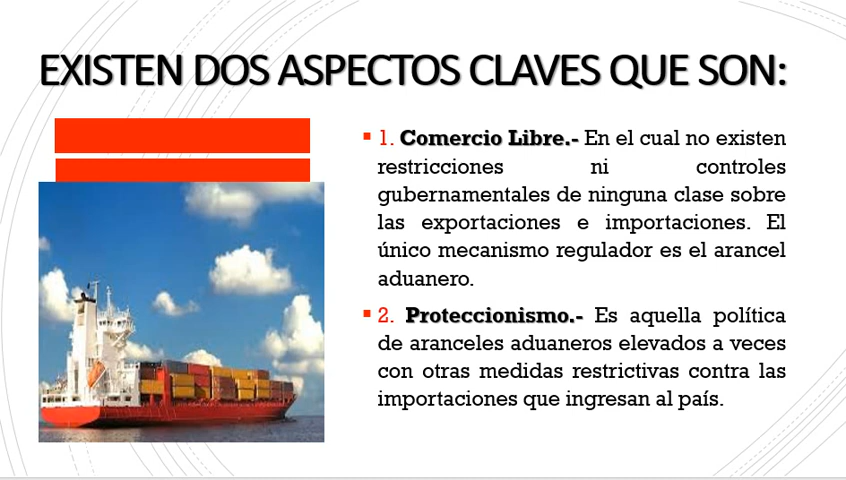 EXISTEN DOS ASPECTOS CLAVES QUE SON:
1. Comercio Libre.- En el cual no existen
restricciones ni controles
gubernamentales de ninguna clase sobre
las exportaciones e importaciones. El
único mecanismo regulador es el arancel
aduanero.
2. Proteccionismo.- Es aquella política
de aranceles aduaneros elevados a veces
con otras medidas restrictivas contra las
importaciones que ingresan al país.